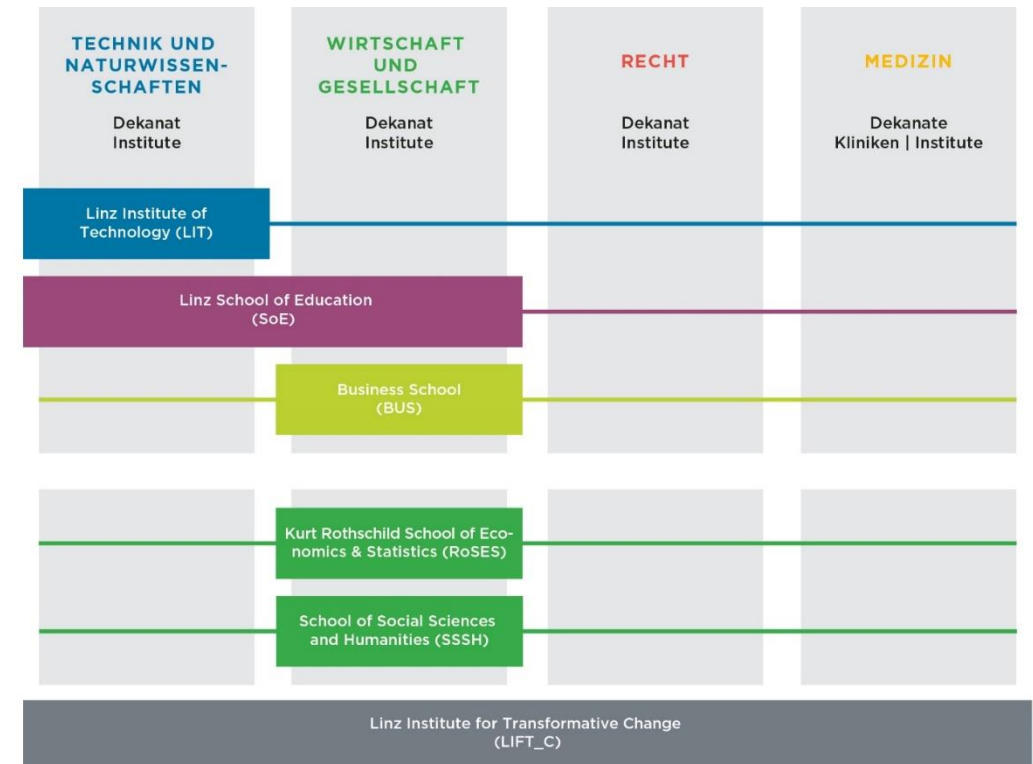 TECHNIK UND
NATURWISSEN-
SCHAFTEN
Dekanat
Institute
WIRTSCHAFT
UND
GESELLSCHAFT
Dekanat
Institute
RECHT
Dekanat
Institute
MEDIZIN
Dekanate
Kliniken | Institute
Linz Institute of
Technology (LIT)
Linz School of Education
(SoE)
Business School
(BUS)
Kurt Rothschild School of Eco-
nomics & Statistics (RoSES)
School of Social Sciences
and Humanities (SSSH)
Linz Institute for Transformative Change
(LIFT_C)